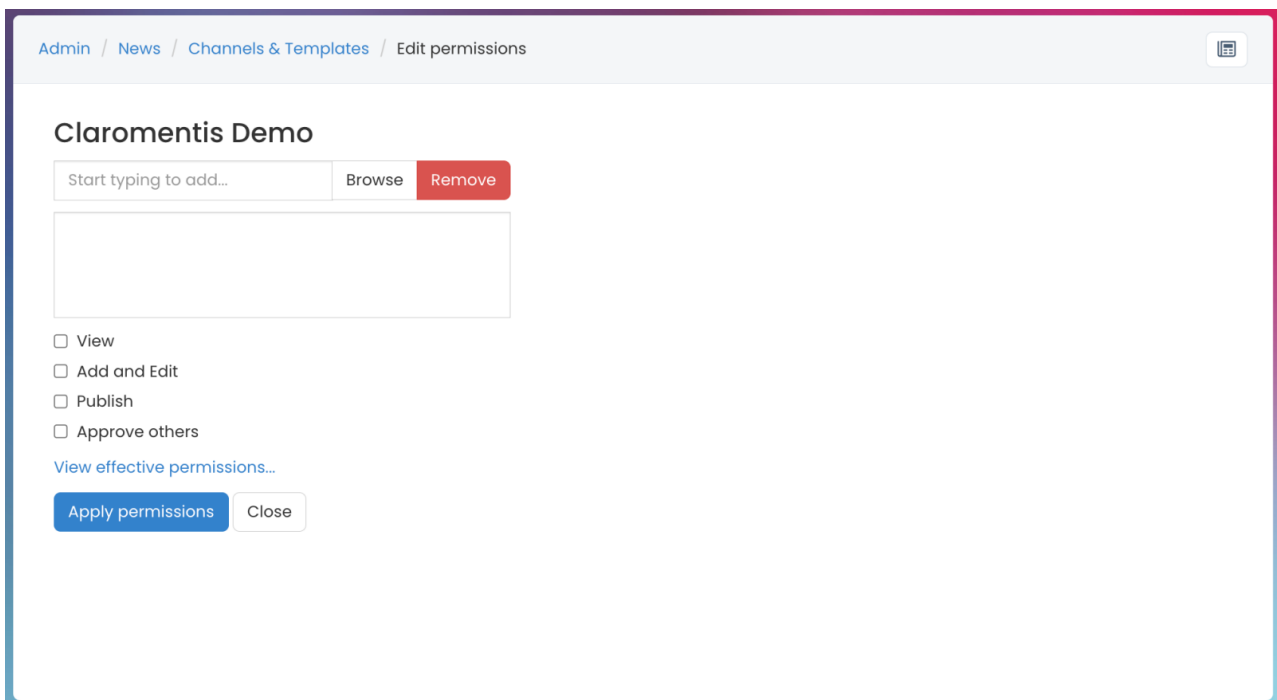 Admin / News / Channels & Templates / Edit permissions
Claromentis Demo
Start typing to add... Browse Remove
View
Add and Edit
Publish
Approve others
View effective permissions...
Apply permissions Close